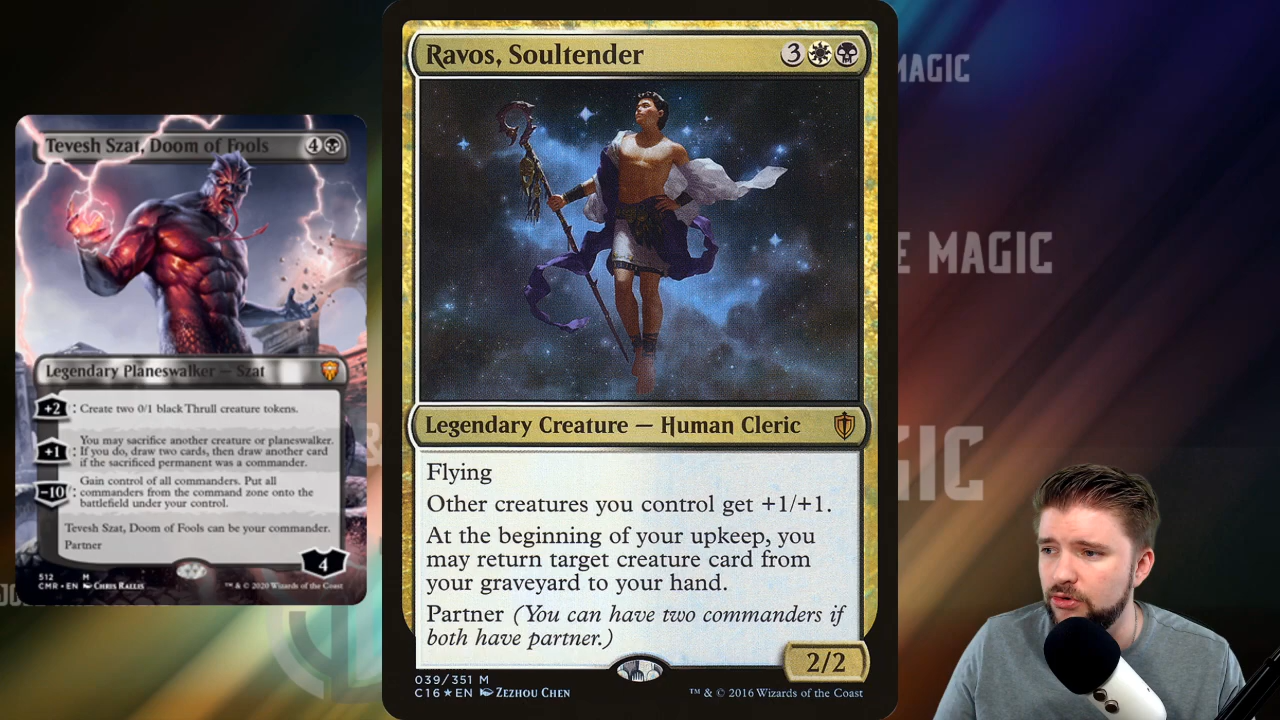 Tevesh Szat, Doom of Fools 4
Legendary Planeswalker — Szat
+2 : Create two 0/1 black Thrull creature tokens.
+1 : You may sacrifice another creature or planeswalker.
If you do, draw two cards, then draw another card
if the sacrificed permanent was a commander.
−10 : Gain control of all commanders. Put all
commanders from the command zone onto the
battlefield under your control.
Tevesh Szat, Doom of Fools can be your commander.
Partner
4
512 M
CMR • EN Chris Rallis
™ & © 2020 Wizards of the Coast
Ravos, Soultender 3
Legendary Creature — Human Cleric
Flying
Other creatures you control get +1/+1.
At the beginning of your upkeep, you
may return target creature card from
your graveyard to your hand.
Partner (You can have two commanders if
both have partner.)
2/2
039/351 M
C16 ★ EN Zezhou Chen
™ & © 2016 Wizards of the Coast
MAGIC
E MAGIC
GIC